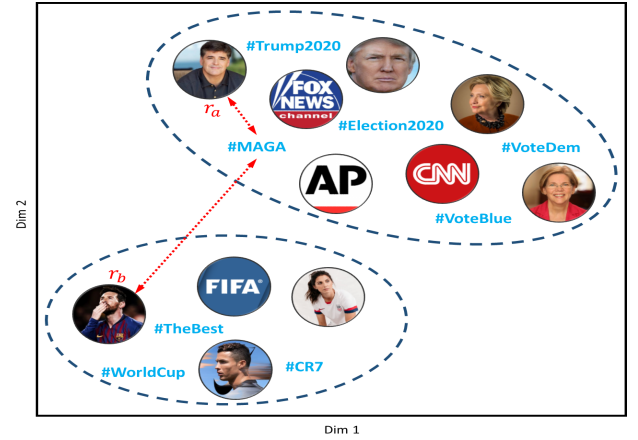 #Trump2020
r_a
FOX
NEWS
channel
#Election2020
#MAGA
#VoteDem
AP
CNN
#VoteBlue
Dim 2
r_b
FIFA®
#TheBest
#WorldCup
#CR7
Dim 1